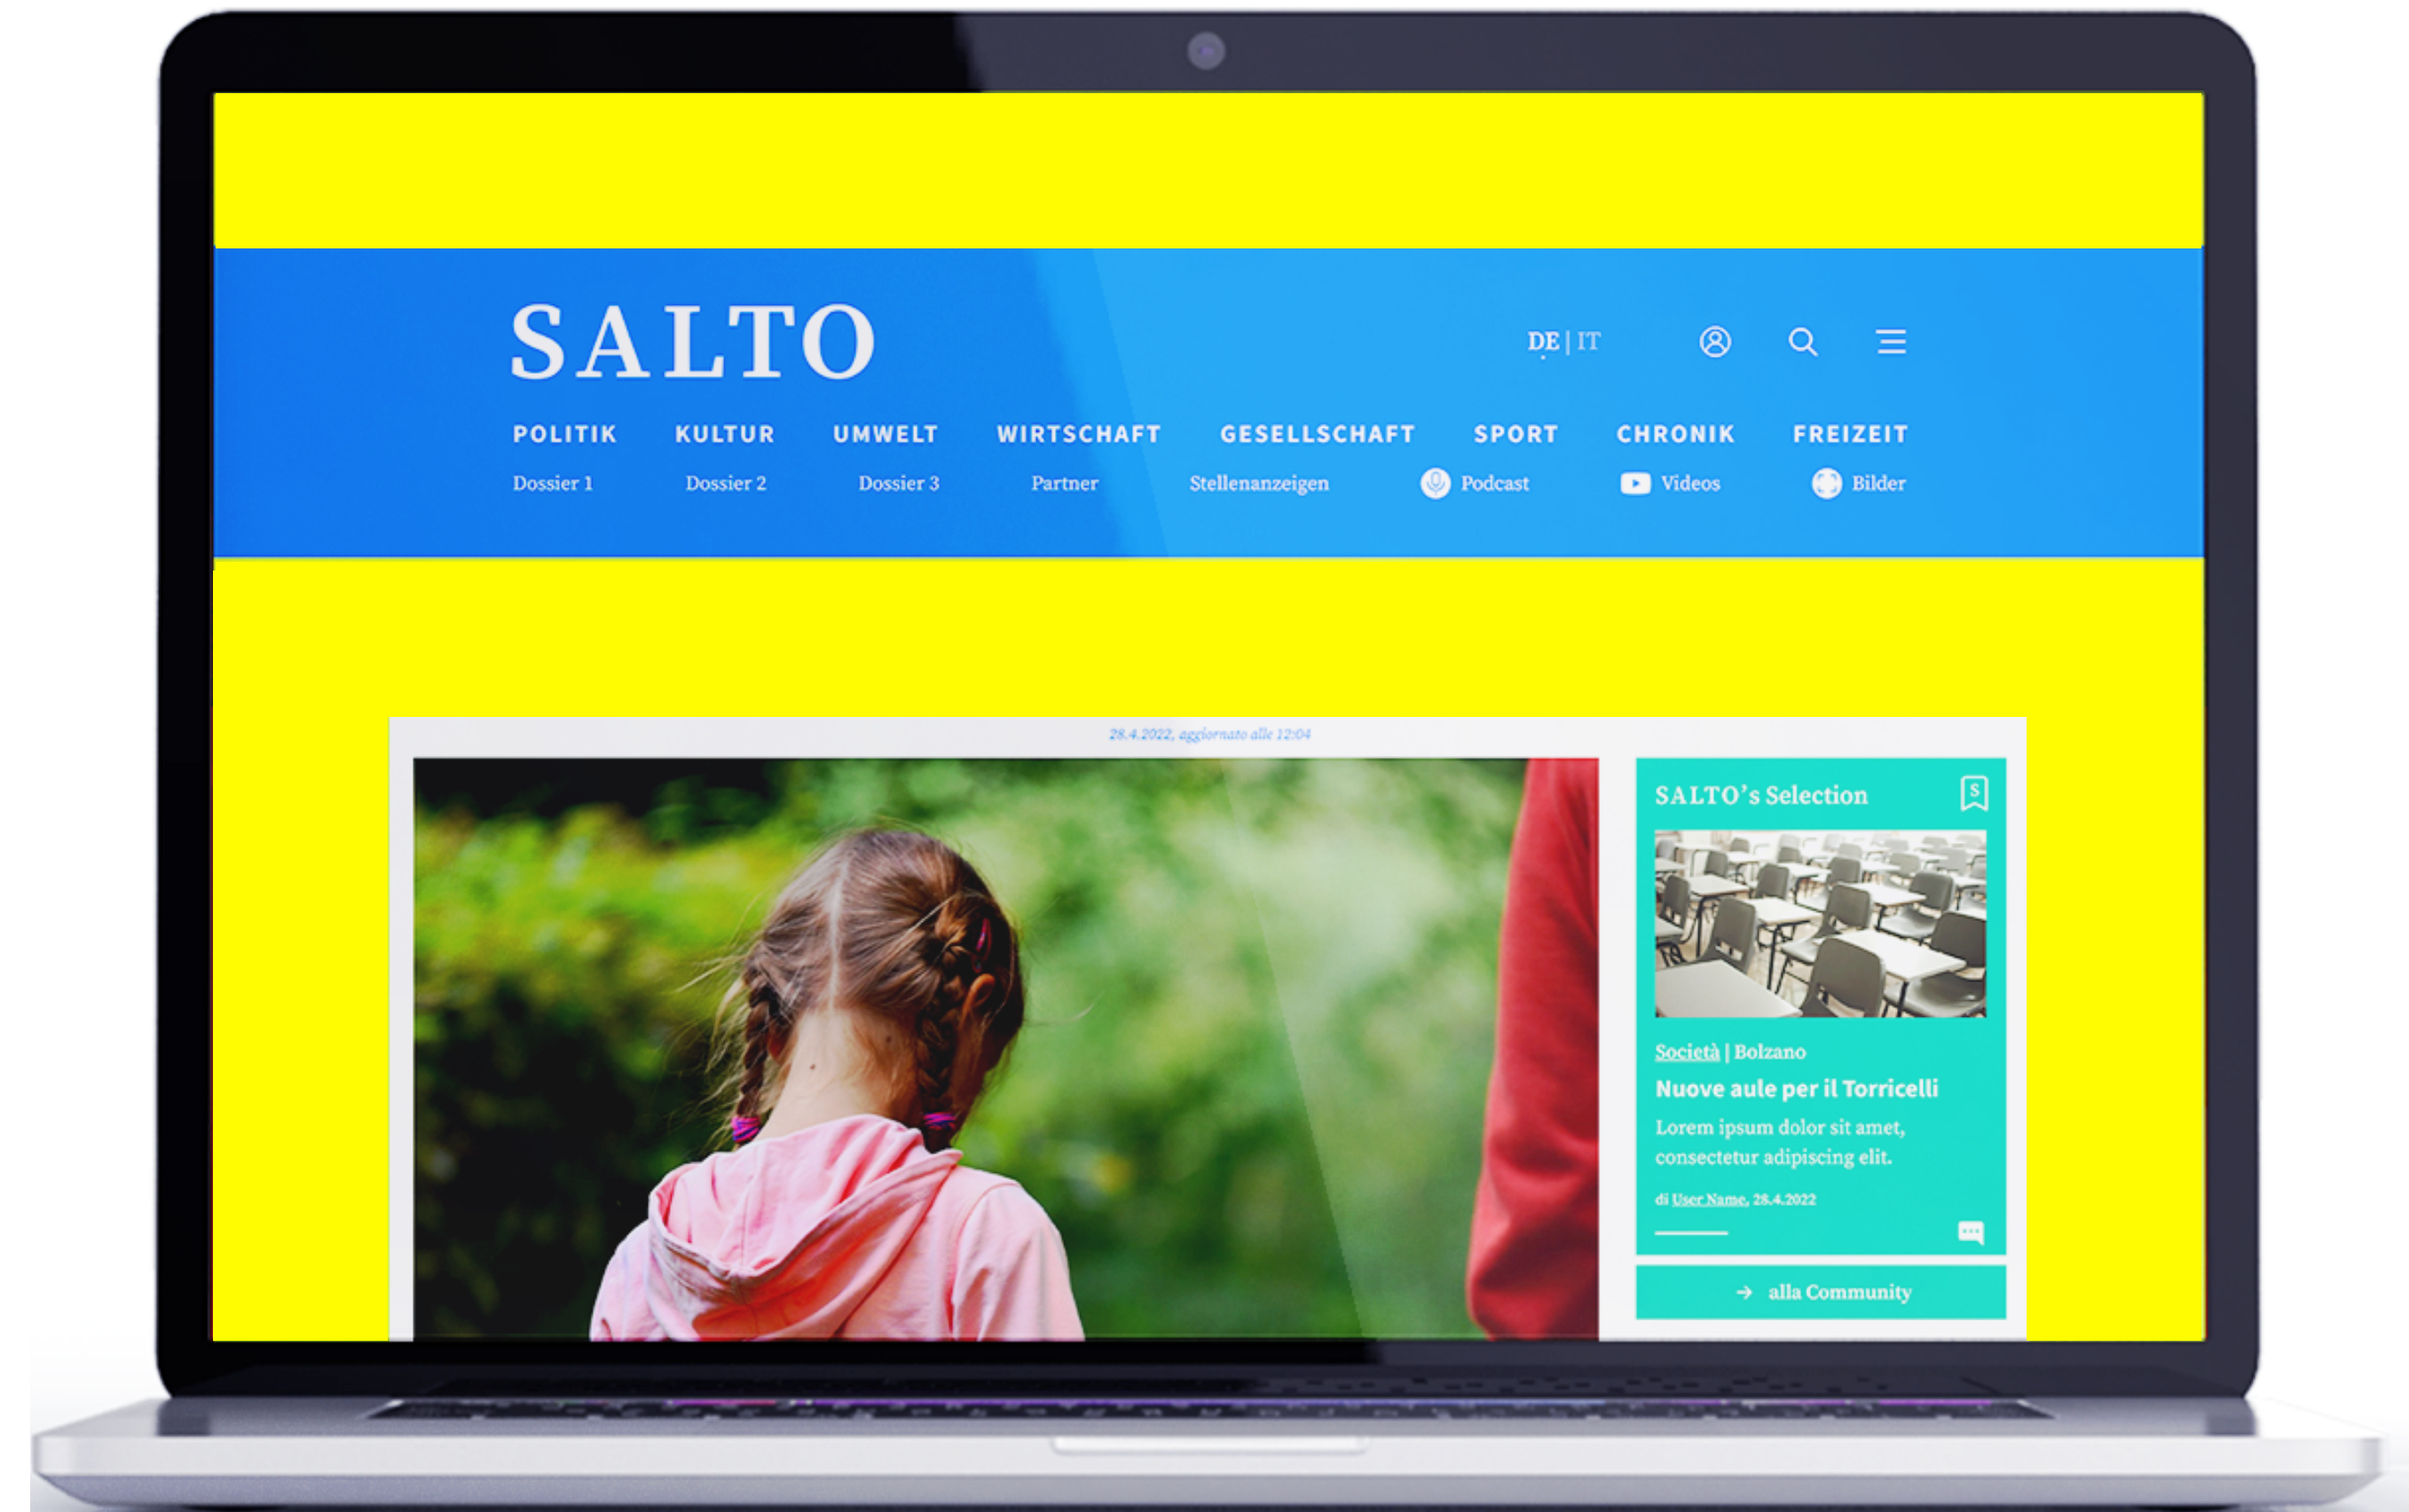 SALTO
DE | IT
POLITIK KULTUR UMWELT WIRTSCHAFT GESELLSCHAFT SPORT CHRONIK FREIZEIT
Dossier 1 Dossier 2 Dossier 3 Partner Stellenanzeigen Podcast Videos Bilder
28.4.2022, aggiornato alle 12:04
SALTO's Selection
S
Società | Bolzano
Nuove aule per il Torricelli
Lorem ipsum dolor sit amet,
consectetur adipiscing elit.
di User Name, 28.4.2022
→ alla Community